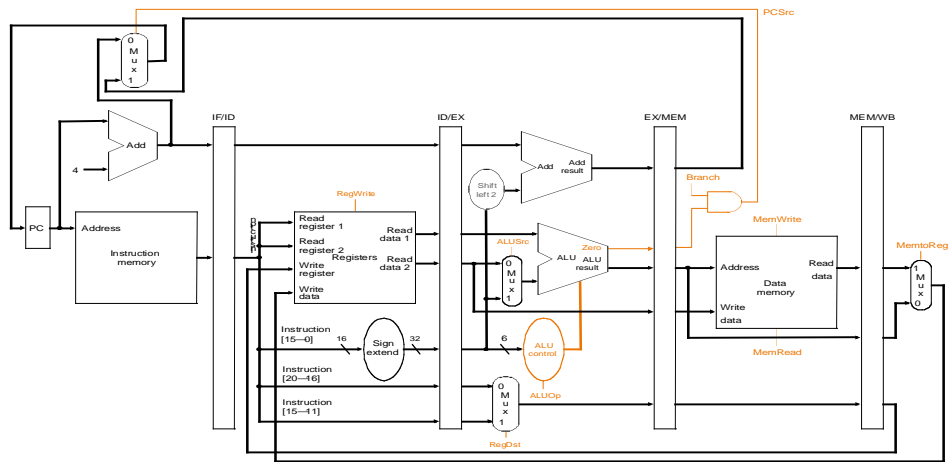 PCSrc
0
M
u
x
1
IF/ID
ID/EX
EX/MEM
MEM/WB
Add
4
Add
Add
result
Shift
left 2
Branch
RegWrite
MemWrite
PC
Address
Instruction
memory
Read
register 1
Read
register 2
Write
register
Write
data
Registers
Read
data 1
Read
data 2
ALUSrc
0
M
u
x
1
Zero
ALU
ALU
result
Address
Read
data
Data
memory
Write
data
MemRead
MemtoReg
1
M
u
x
0
Instruction
[15—0]
16
Sign
extend
32
6
ALU
control
ALUOp
Instruction
[20—16]
Instruction
[15—11]
0
M
u
x
1
RegDst